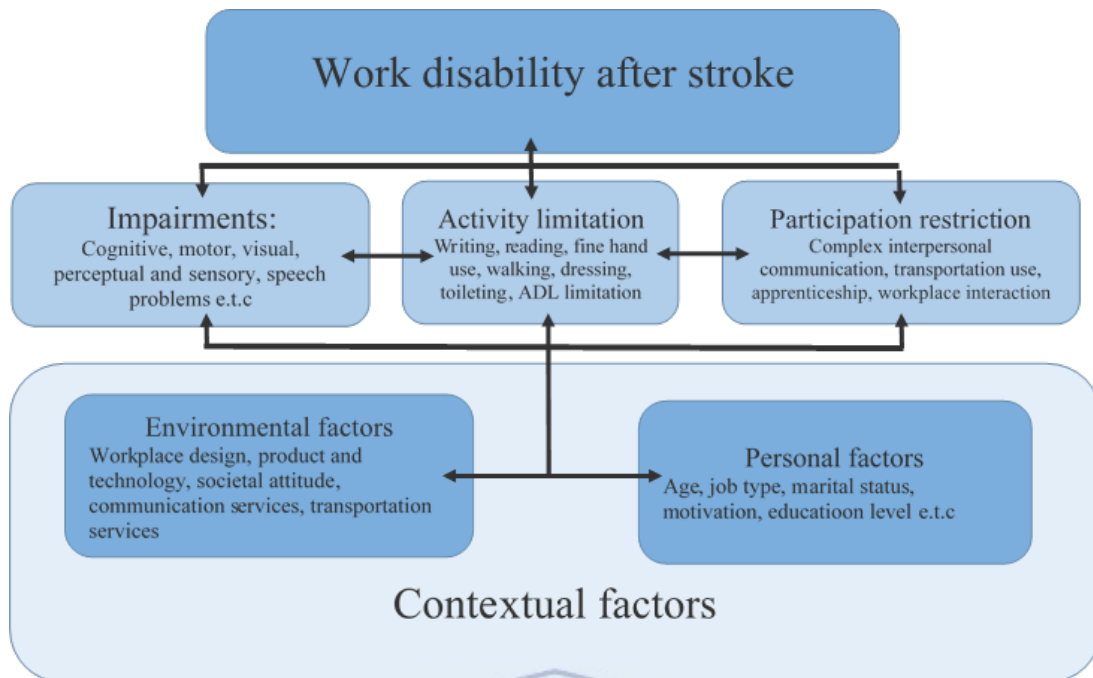 Work disability after stroke
Impairments:
Cognitive, motor, visual,
perceptual and sensory, speech
problems e.t.c
Activity limitation
Writing, reading, fine hand
use, walking, dressing,
toileting, ADL limitation
Participation restriction
Complex interpersonal
communication, transportation use,
apprenticeship, workplace interaction
Environmental factors
Workplace design, product and
technology, societal attitude,
communication services, transportation
services
Personal factors
Age, job type, marital status,
motivation, educatioon level e.t.c
Contextual factors